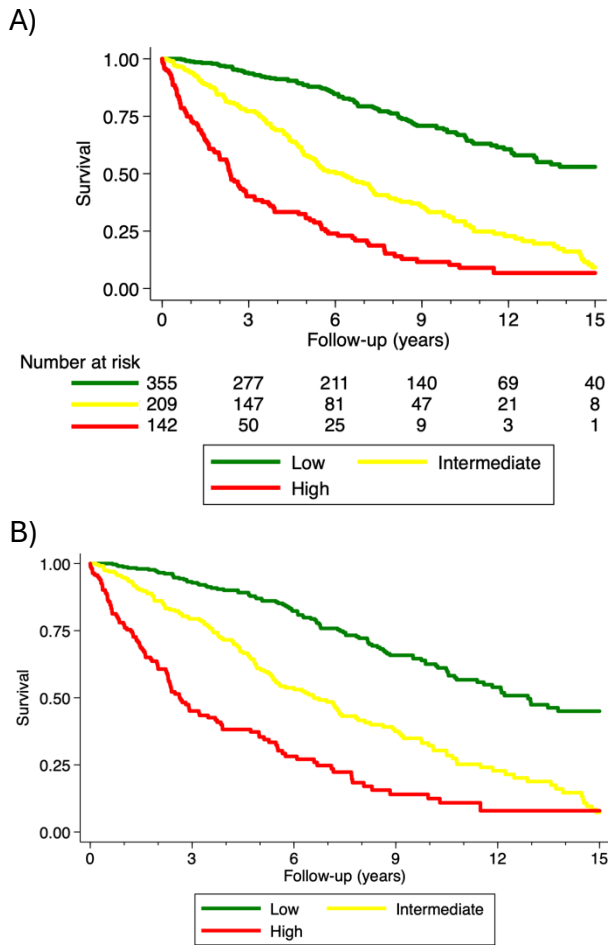 A)
1.00
0.75
0.50
0.25
0.00
Survival
0 3 6 9 12 15
Follow-up (years)
Number at risk
355 277 211 140 69 40
209 147 81 47 21 8
142 50 25 9 3 1
Low Intermediate
High
B)
1.00
0.75
0.50
0.25
0.00
Survival
0 3 6 9 12 15
Follow-up (years)
Low Intermediate
High